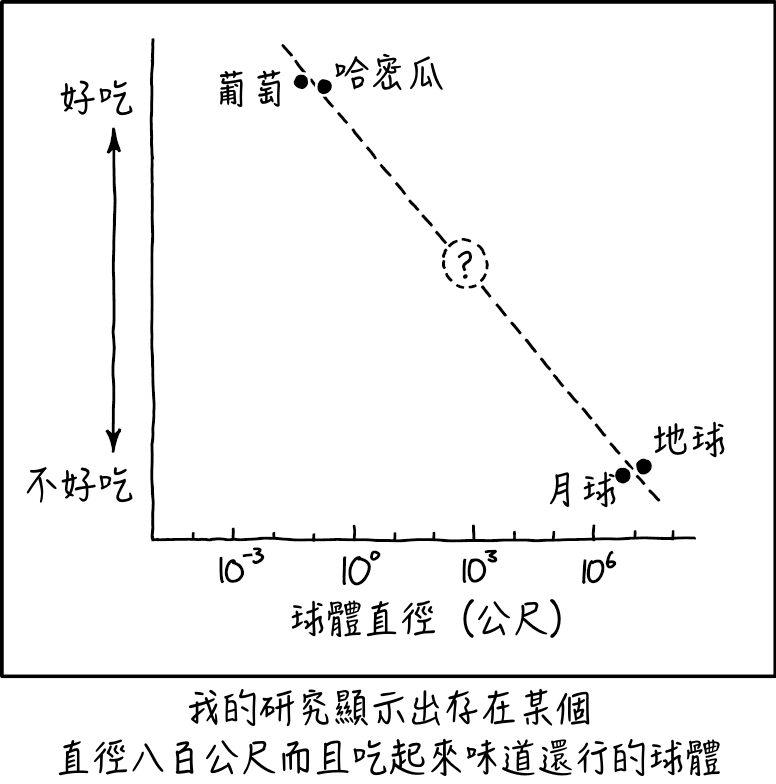 好吃
葡萄
哈密瓜
?
不好吃
地球
月球
10⁻³
10⁰
10³
10⁶
球體直徑 (公尺)
我的研究顯示出存在某個
直徑八百公尺而且吃起來味道還行的球體